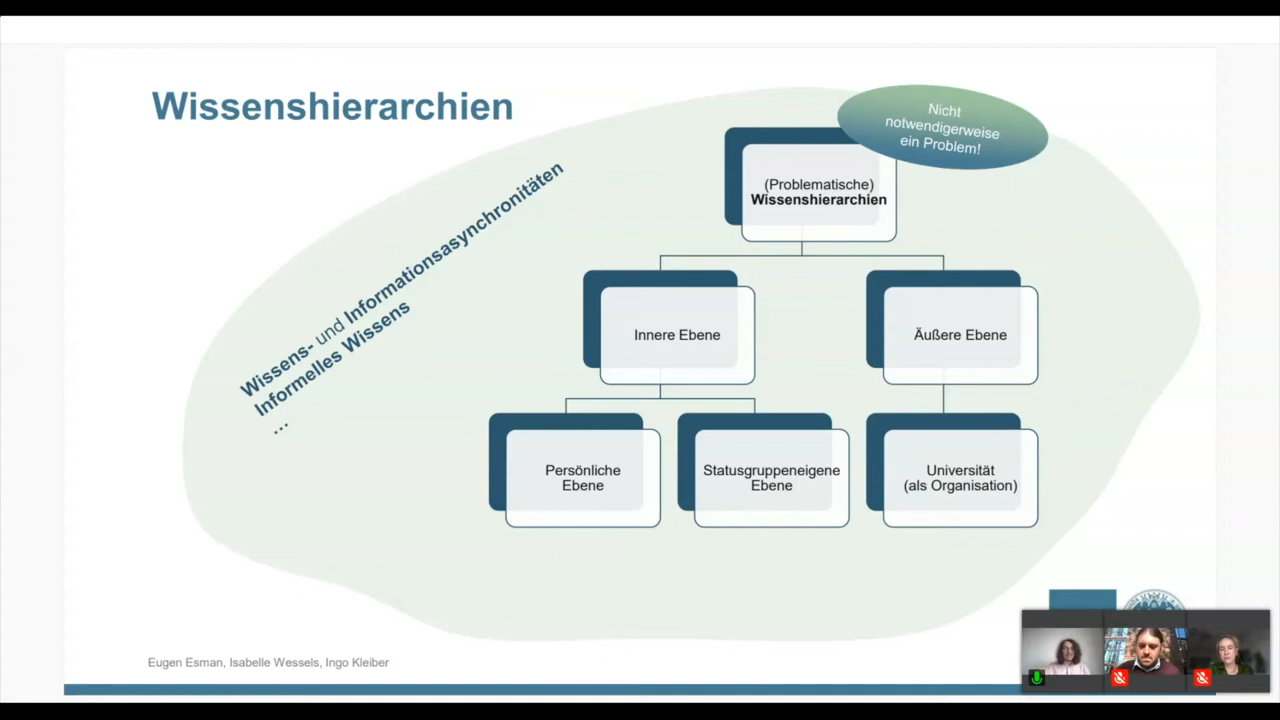 Wissenshierarchien
Nicht
notwendigerweise
ein Problem!
(Problematische)
Wissenshierarchien
Wissens- und Informationsasynchronitäten
Informelles Wissens
...
Innere Ebene
Äußere Ebene
Persönliche
Ebene
Statusgruppeneigene
Ebene
Universität
(als Organisation)
Eugen Esman, Isabelle Wessels, Ingo Kleiber